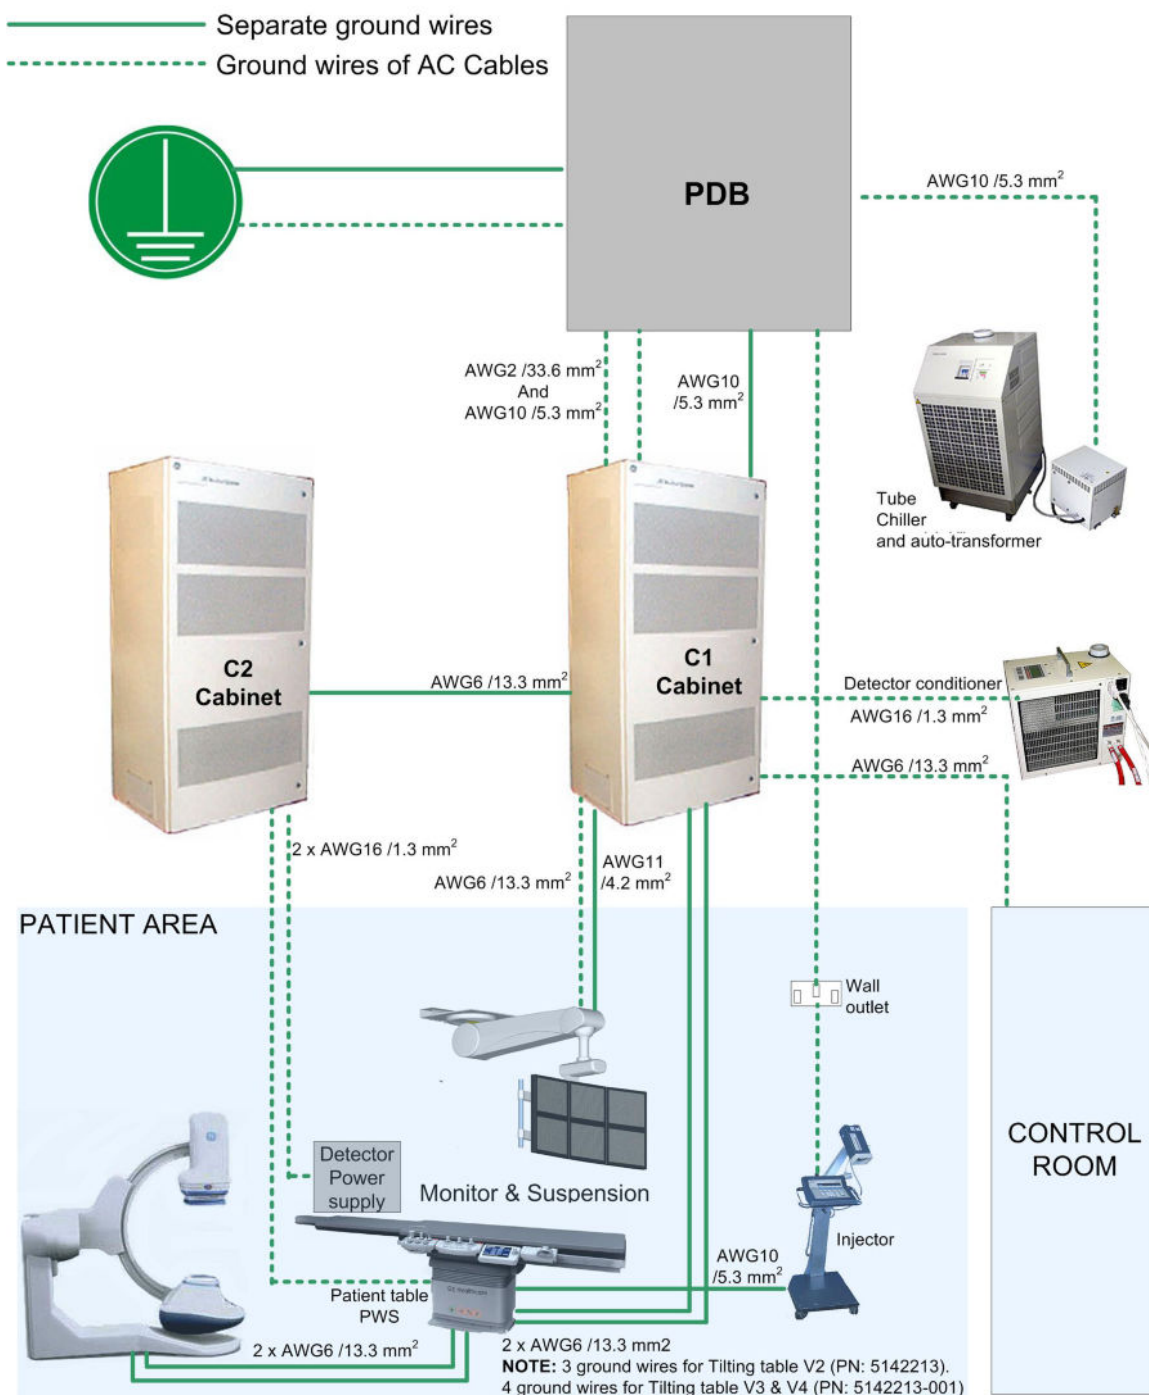 Separate ground wires
Ground wires of AC Cables
PDB
AWG10 /5.3 mm²
AWG2 /33.6 mm²
And
AWG10 /5.3 mm²
AWG10
/5.3 mm²
Tube
Chiller
and auto-transformer
C2
Cabinet
C1
Cabinet
AWG6 /13.3 mm²
Detector conditioner
AWG16 /1.3 mm²
AWG6 /13.3 mm²
2 x AWG16 /1.3 mm²
AWG6 /13.3 mm²
AWG11
/4.2 mm²
PATIENT AREA
Wall
outlet
CONTROL
ROOM
Detector
Power
supply
Monitor & Suspension
Injector
AWG10
/5.3 mm²
Patient table
PWS
2 x AWG6 /13.3 mm²
2 x AWG6 /13.3 mm2
NOTE: 3 ground wires for Tilting table V2 (PN: 5142213).
4 ground wires for Tilting table V3 & V4 (PN: 5142213-001)